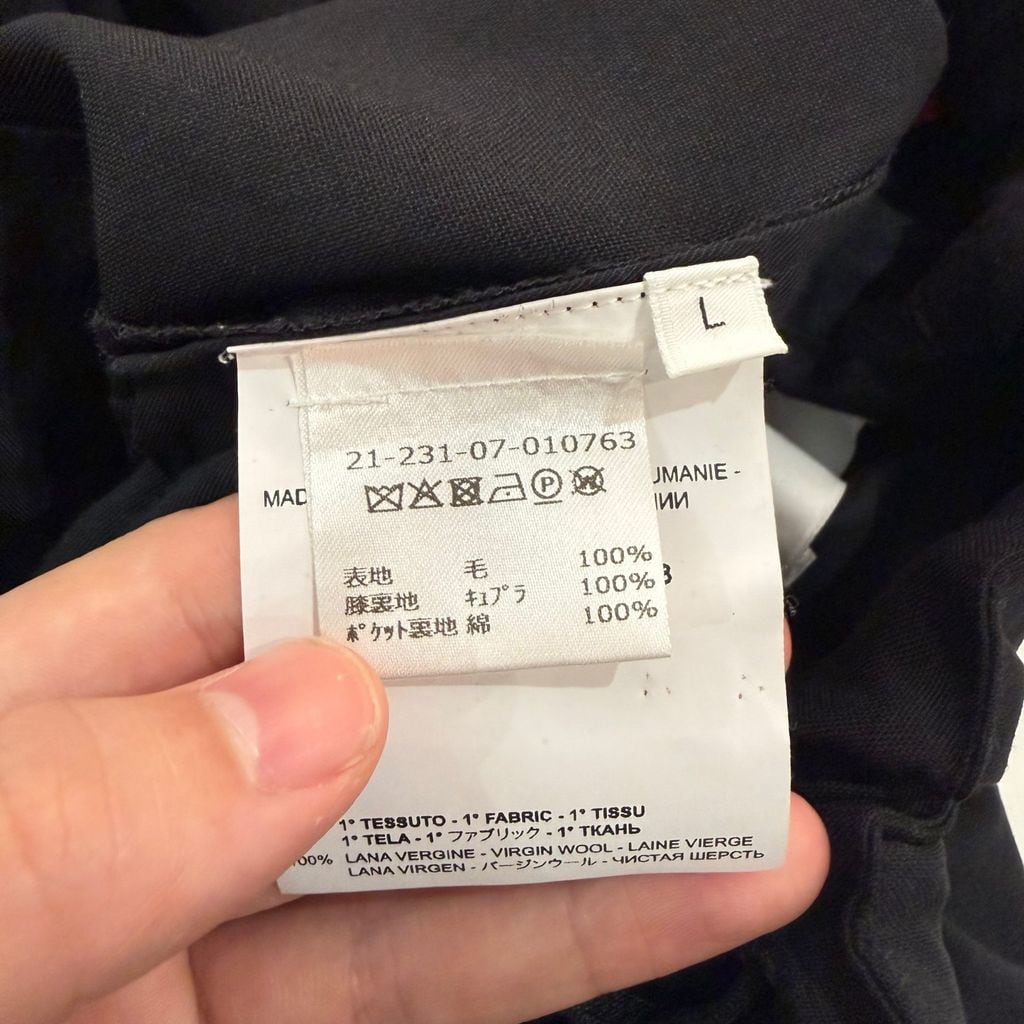 L
21-231-07-010763
P
W
MAD
UMANIE -
ИИ
表地 毛 100%
膝裏地 キュプラ 100%
ポケット裏地 綿 100%
1° TESSUTO - 1° FABRIC - 1° TISSU
1° TELA - 1° ファブリック - 1° ТКАНЬ
100% LANA VERGINE - VIRGIN WOOL - LAINE VIERGE
LANA VIRGEN - バージンウール - ЧИСТАЯ ШЕРСТЬ